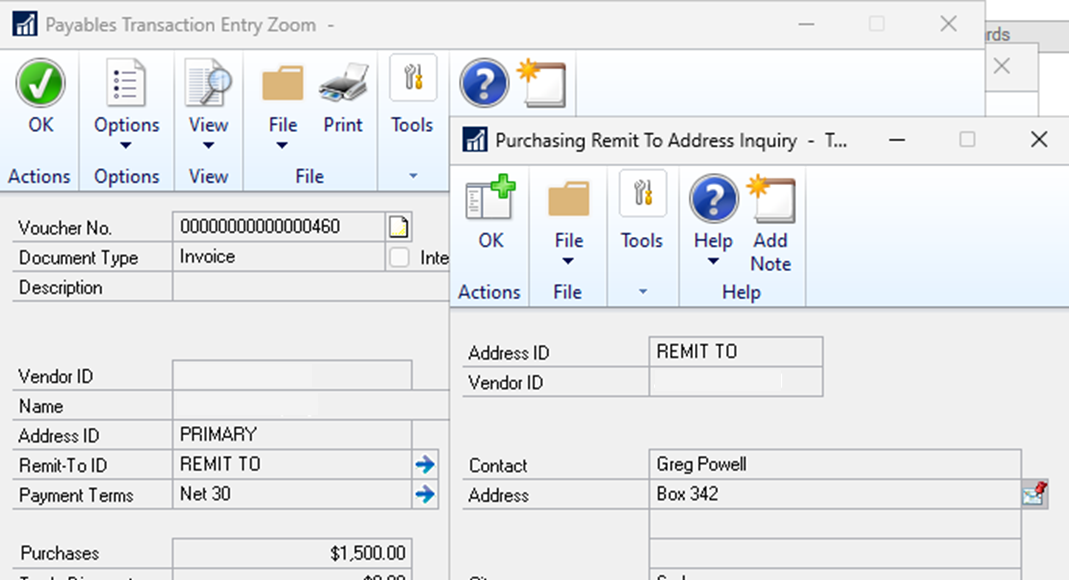 Payables Transaction Entry Zoom -
rds
OK
Options
View
File
Print
Tools
Actions
Options
View
File
Purchasing Remit To Address Inquiry - T...
OK
File
Tools
Help
Add
Note
Actions
File
Help
Voucher No. 00000000000000460
Document Type Invoice Inte
Description
Vendor ID
Name
Address ID PRIMARY
Remit-To ID REMIT TO
Payment Terms Net 30
Purchases $1,500.00
$0.00
Address ID REMIT TO
Vendor ID
Contact Greg Powell
Address Box 342